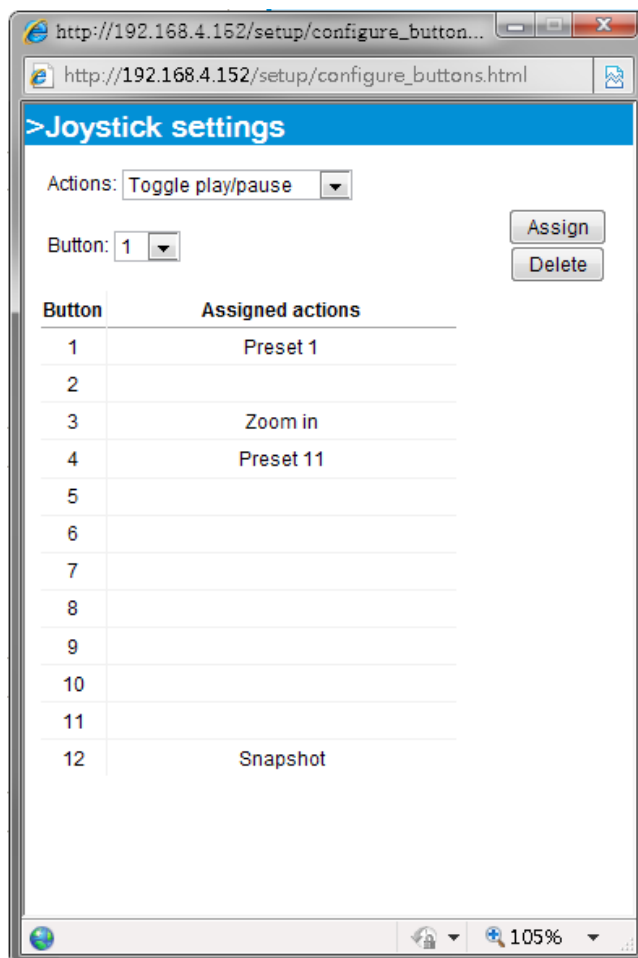 http://192.168.4.152/setup/configure_button...
http://192.168.4.152/setup/configure_buttons.html
>Joystick settings
Actions: Toggle play/pause
Button: 1
Assign
Delete
Button Assigned actions
1 Preset 1
2
3 Zoom in
4 Preset 11
5
6
7
8
9
10
11
12 Snapshot
105%